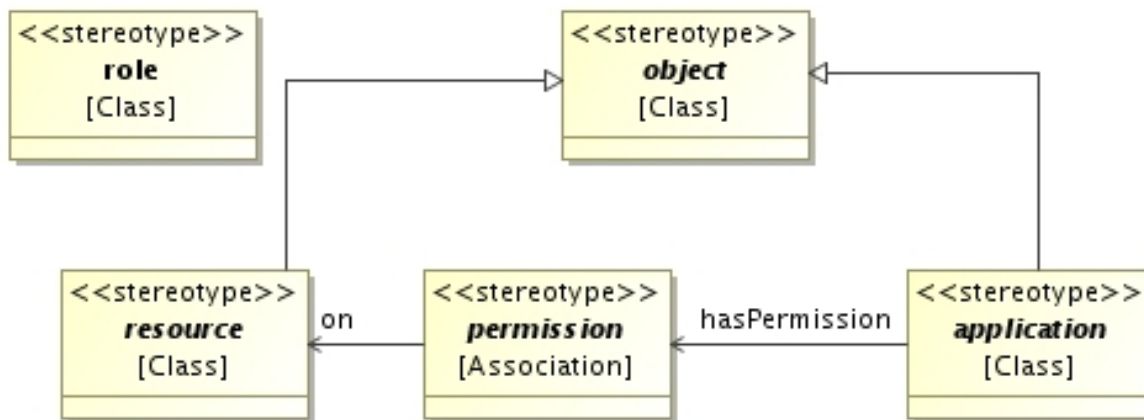 <<stereotype>>
role
[Class]
<<stereotype>>
object
[Class]
<<stereotype>>
resource
[Class]
on
<<stereotype>>
permission
[Association]
hasPermission
<<stereotype>>
application
[Class]